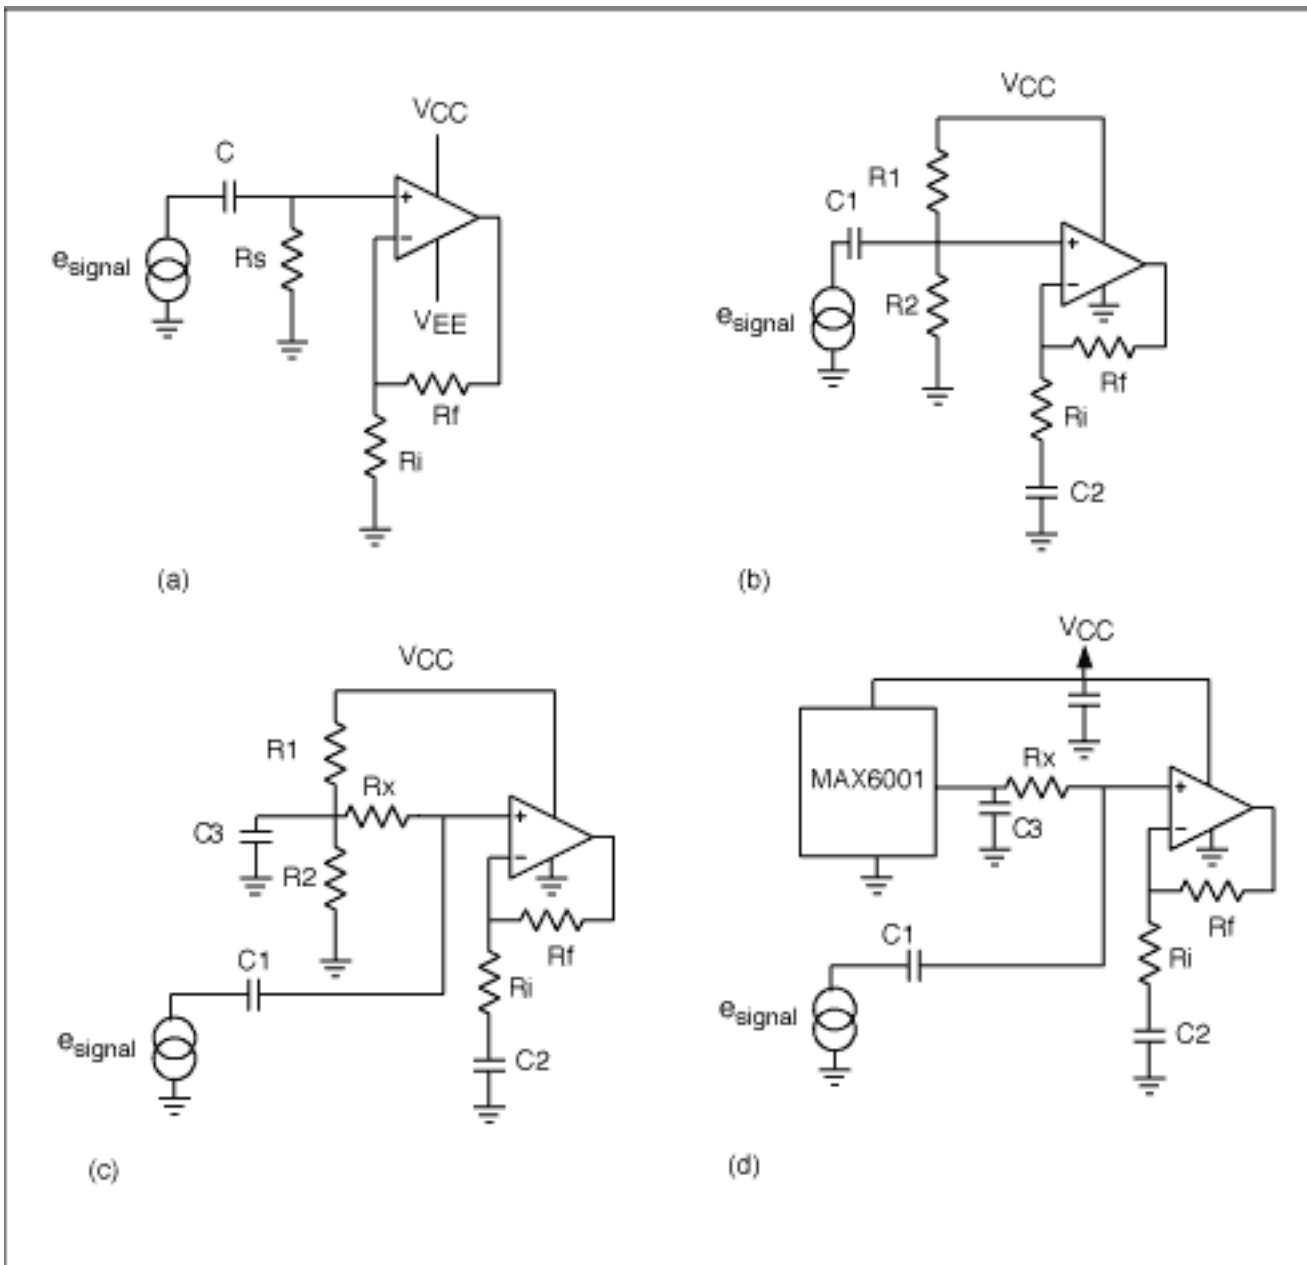 VCC
C
+
−
Rs
esignal
VEE
Rf
Ri
(a)
VCC
R1
C1
+
−
R2
esignal
Rf
Ri
C2
(b)
VCC
R1
Rx
+
−
C3
R2
Rf
C1
Ri
esignal
C2
(c)
VCC
MAX6001
Rx
+
−
C3
Rf
C1
Ri
esignal
C2
(d)